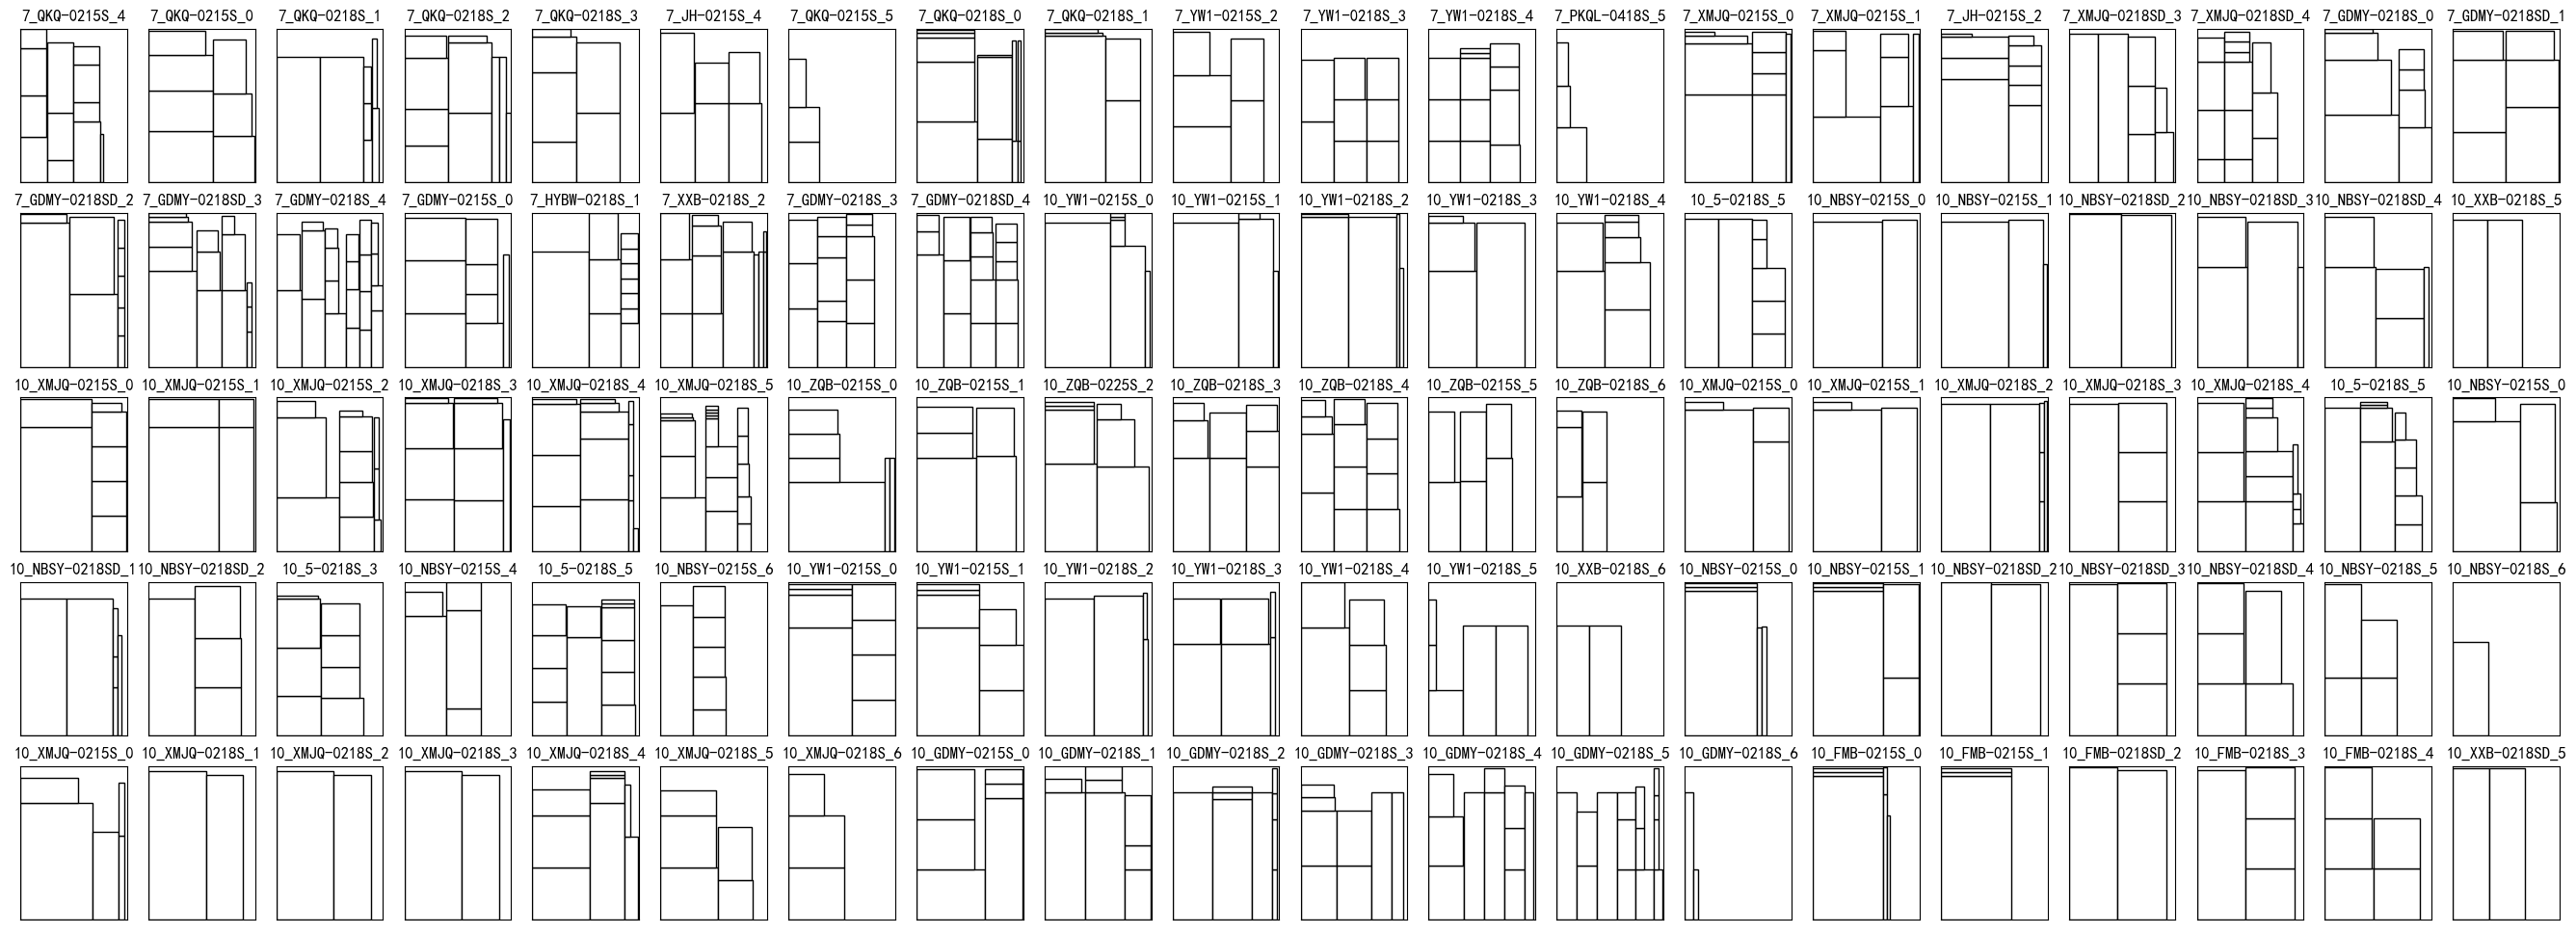 7_QKQ-0215S_4 7_QKQ-0215S_0 7_QKQ-0218S_1 7_QKQ-0218S_2 7_QKQ-0218S_3 7_JH-0215S_4 7_QKQ-0215S_5 7_QKQ-0218S_0 7_QKQ-0218S_1 7_YW1-0215S_2 7_YW1-0218S_3 7_YW1-0218S_4 7_PKQL-0418S_5 7_XMJQ-0215S_0 7_XMJQ-0215S_1 7_JH-0215S_2 7_XMJQ-0218SD_3 7_XMJQ-0218SD_4 7_GDMY-0218S_0 7_GDMY-0218SD_1
7_GDMY-0218SD_2 7_GDMY-0218SD_3 7_GDMY-0218S_4 7_GDMY-0215S_0 7_HYBW-0218S_1 7_XXB-0218S_2 7_GDMY-0218S_3 7_GDMY-0218SD_4 10_YW1-0215S_0 10_YW1-0215S_1 10_YW1-0218S_2 10_YW1-0218S_3 10_YW1-0218S_4 10_5-0218S_5 10_NBSY-0215S_0 10_NBSY-0215S_1 10_NBSY-0218SD_2 10_NBSY-0218SD_3 10_NBSY-0218SD_4 10_XXB-0218S_5
10_XMJQ-0215S_0 10_XMJQ-0215S_1 10_XMJQ-0215S_2 10_XMJQ-0218S_3 10_XMJQ-0218S_4 10_XMJQ-0218S_5 10_ZQB-0215S_0 10_ZQB-0215S_1 10_ZQB-0225S_2 10_ZQB-0218S_3 10_ZQB-0218S_4 10_ZQB-0215S_5 10_ZQB-0218S_6 10_XMJQ-0215S_0 10_XMJQ-0215S_1 10_XMJQ-0218S_2 10_XMJQ-0218S_3 10_XMJQ-0218S_4 10_5-0218S_5 10_NBSY-0215S_0
10_NBSY-0218SD_1 10_NBSY-0218SD_2 10_5-0218S_3 10_NBSY-0215S_4 10_5-0218S_5 10_NBSY-0215S_6 10_YW1-0215S_0 10_YW1-0215S_1 10_YW1-0218S_2 10_YW1-0218S_3 10_YW1-0218S_4 10_YW1-0218S_5 10_XXB-0218S_6 10_NBSY-0215S_0 10_NBSY-0215S_1 10_NBSY-0218SD_2 10_NBSY-0218SD_3 10_NBSY-0218SD_4 10_NBSY-0218S_5 10_NBSY-0218S_6
10_XMJQ-0215S_0 10_XMJQ-0218S_1 10_XMJQ-0218S_2 10_XMJQ-0218S_3 10_XMJQ-0218S_4 10_XMJQ-0218S_5 10_XMJQ-0218S_6 10_GDMY-0215S_0 10_GDMY-0218S_1 10_GDMY-0218S_2 10_GDMY-0218S_3 10_GDMY-0218S_4 10_GDMY-0218S_5 10_GDMY-0218S_6 10_FMB-0215S_0 10_FMB-0215S_1 10_FMB-0218SD_2 10_FMB-0218S_3 10_FMB-0218S_4 10_XXB-0218SD_5